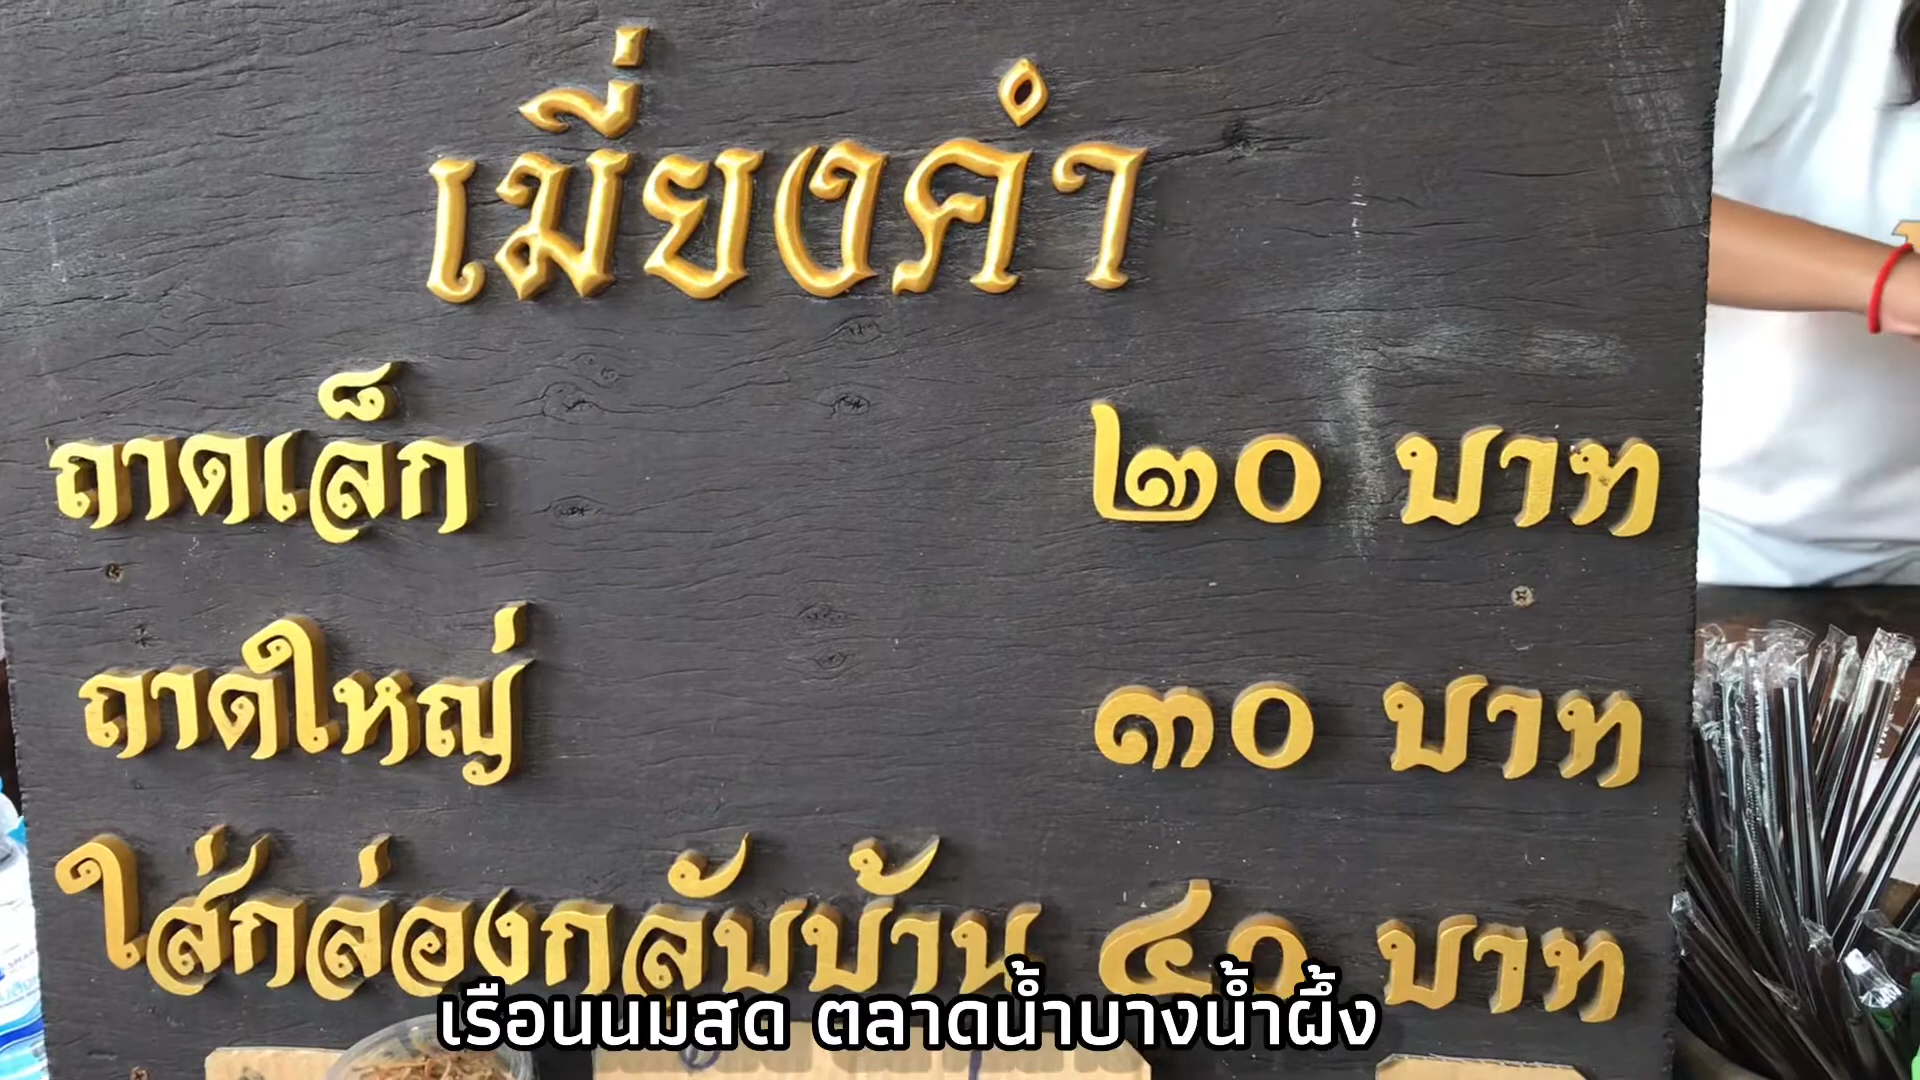 เมี่ยงคำ
ถาดเล็ก ๒๐ บาท
ถาดใหญ่ ๓๐ บาท
ใส่กล่องกลับบ้าน ๔๐ บาท
เรือนนมสด ตลาดน้ำบางน้ำผึ้ง